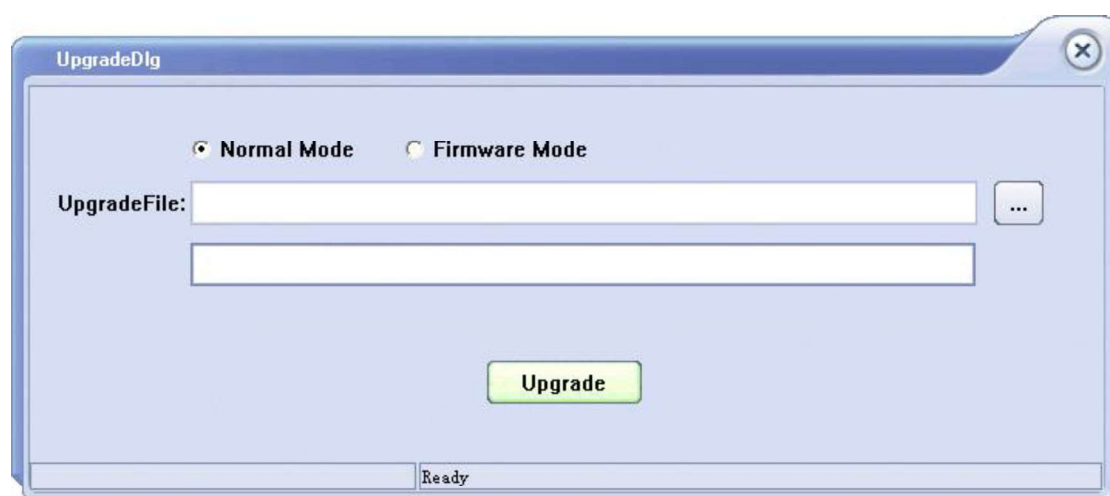 UpgradeDlg
Normal Mode Firmware Mode
UpgradeFile: ...
Upgrade
Ready